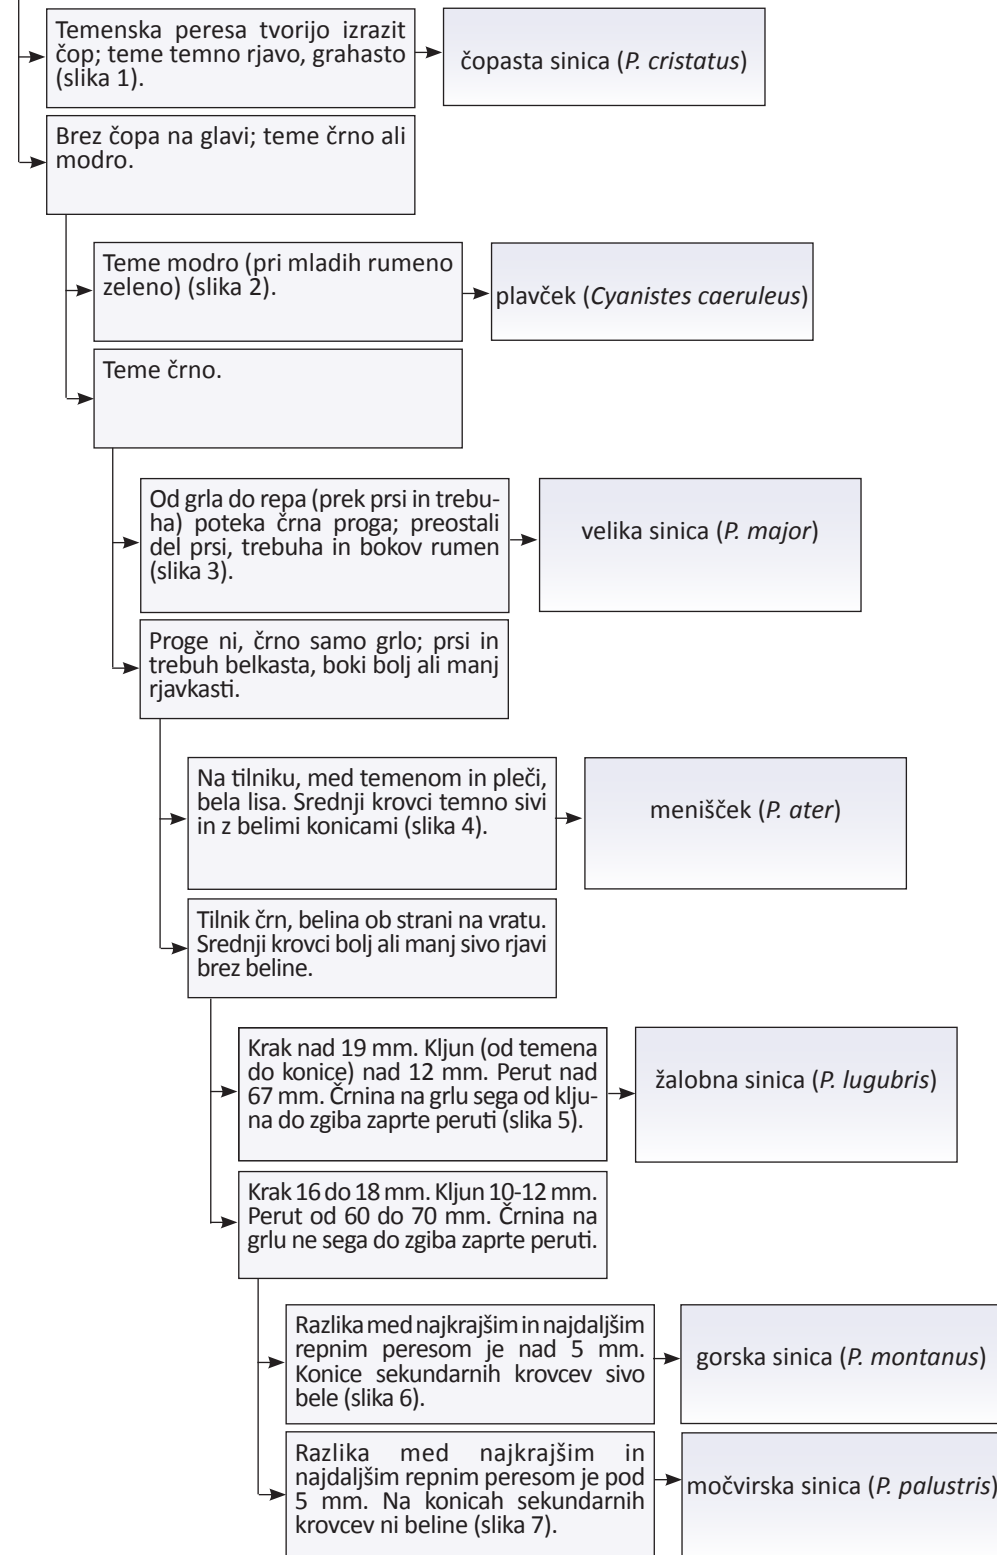 Temenska peresa tvorijo izrazit
čop; teme temno rjavo, grahasto
(slika 1).
čopasta sinica (P. cristatus)
Brez čopa na glavi; teme črno ali
modro.
Teme modro (pri mladih rumeno
zeleno) (slika 2).
plavček (Cyanistes caeruleus)
Teme črno.
Od grla do repa (prek prsi in trebu-
ha) poteka črna proga; preostali
del prsi, trebuha in bokov rumen
(slika 3).
velika sinica (P. major)
Proge ni, črno samo grlo; prsi in
trebuh belkasta, boki bolj ali manj
rjavkasti.
Na tilniku, med temenom in pleči,
bela lisa. Srednji krovci temno sivi
in z belimi konicami (slika 4).
menišček (P. ater)
Tilnik črn, belina ob strani na vratu.
Srednji krovci bolj ali manj sivo rjavi
brez beline.
Krak nad 19 mm. Kljun (od temena
do konice) nad 12 mm. Perut nad
67 mm. Črnina na grlu sega od klju-
na do zgiba zaprte peruti (slika 5).
žalobna sinica (P. lugubris)
Krak 16 do 18 mm. Kljun 10-12 mm.
Perut od 60 do 70 mm. Črnina na
grlu ne sega do zgiba zaprte peruti.
Razlika med najkrajšim in najdaljšim
repnim peresom je nad 5 mm.
Konice sekundarnih krovcev sivo
bele (slika 6).
gorska sinica (P. montanus)
Razlika med najkrajšim in
najdaljšim repnim peresom je pod
5 mm. Na konicah sekundarnih
krovcev ni beline (slika 7).
močvirska sinica (P. palustris)